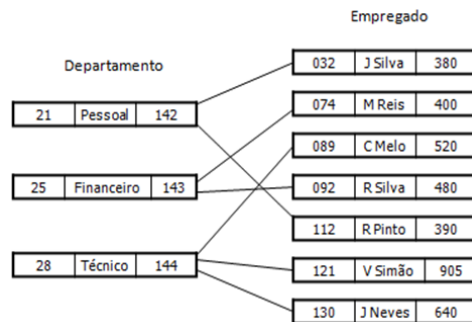 Departamento
21 Pessoal 142
25 Financeiro 143
28 Técnico 144
Empregado
032 J Silva 380
074 M Reis 400
089 C Melo 520
092 R Silva 480
112 R Pinto 390
121 V Simão 905
130 J Neves 640